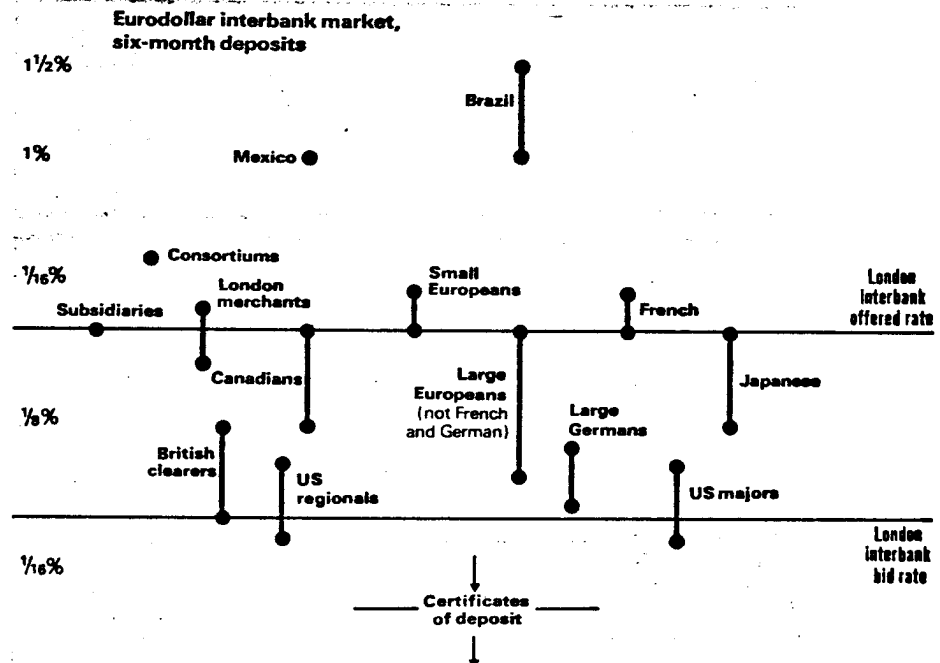 Eurodollar interbank market,
six-month deposits
1½%
Brazil
Mexico
1%
Consortiums
1/16%
London
merchants
Small
Europeans
London
interbank
offered rate
Subsidiaries
French
Canadians
Large
Europeans
(not French
and German)
Japanese
⅛%
Large
Germans
British
clearers
US
regionals
US majors
London
interbank
bid rate
1/16%
Certificates
of deposit